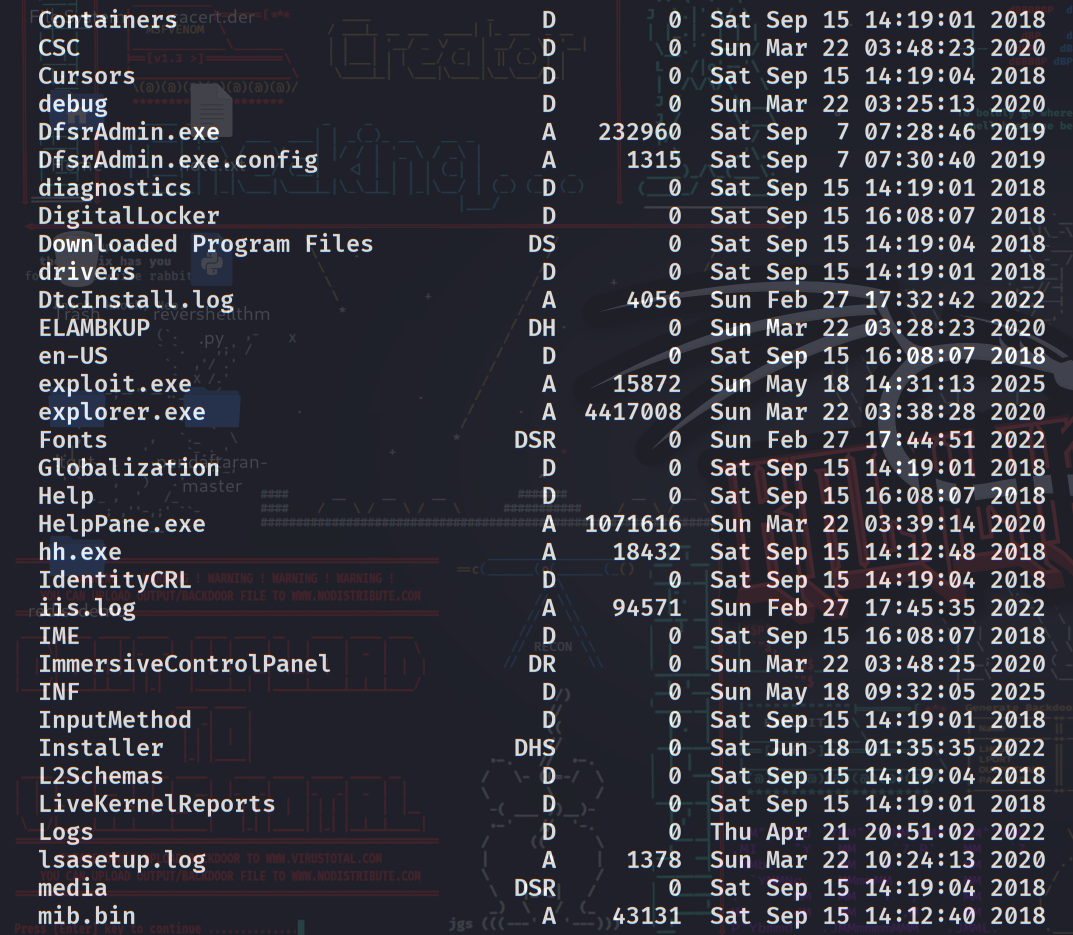 Containers D 0 Sat Sep 15 14:19:01 2018
CSC D 0 Sun Mar 22 03:48:23 2020
Cursors D 0 Sat Sep 15 14:19:04 2018
debug D 0 Sun Mar 22 03:25:13 2020
DfsrAdmin.exe A 232960 Sat Sep 7 07:28:46 2019
DfsrAdmin.exe.config A 1315 Sat Sep 7 07:30:40 2019
diagnostics D 0 Sat Sep 15 14:19:01 2018
DigitalLocker D 0 Sat Sep 15 16:08:07 2018
Downloaded Program Files DS 0 Sat Sep 15 14:19:04 2018
drivers D 0 Sat Sep 15 14:19:01 2018
DtcInstall.log A 4056 Sun Feb 27 17:32:42 2022
ELAMBKUP DH 0 Sun Mar 22 03:28:23 2020
en-US D 0 Sat Sep 15 16:08:07 2018
exploit.exe A 15872 Sun May 18 14:31:13 2025
explorer.exe A 4417008 Sun Mar 22 03:38:28 2020
Fonts DSR 0 Sun Feb 27 17:44:51 2022
Globalization D 0 Sat Sep 15 14:19:01 2018
Help D 0 Sat Sep 15 16:08:07 2018
HelpPane.exe A 1071616 Sun Mar 22 03:39:14 2020
hh.exe A 18432 Sat Sep 15 14:12:48 2018
IdentityCRL D 0 Sat Sep 15 14:19:04 2018
iis.log A 94571 Sun Feb 27 17:45:35 2022
IME D 0 Sat Sep 15 16:08:07 2018
ImmersiveControlPanel DR 0 Sun Mar 22 03:48:25 2020
INF D 0 Sun May 18 09:32:05 2025
InputMethod D 0 Sat Sep 15 14:19:01 2018
Installer DHS 0 Sat Jun 18 01:35:35 2022
L2Schemas D 0 Sat Sep 15 14:19:04 2018
LiveKernelReports D 0 Sat Sep 15 14:19:01 2018
Logs D 0 Thu Apr 21 20:51:02 2022
lsasetup.log A 1378 Sun Mar 22 10:24:13 2020
media DSR 0 Sat Sep 15 14:19:04 2018
mib.bin A 43131 Sat Sep 15 14:12:40 2018